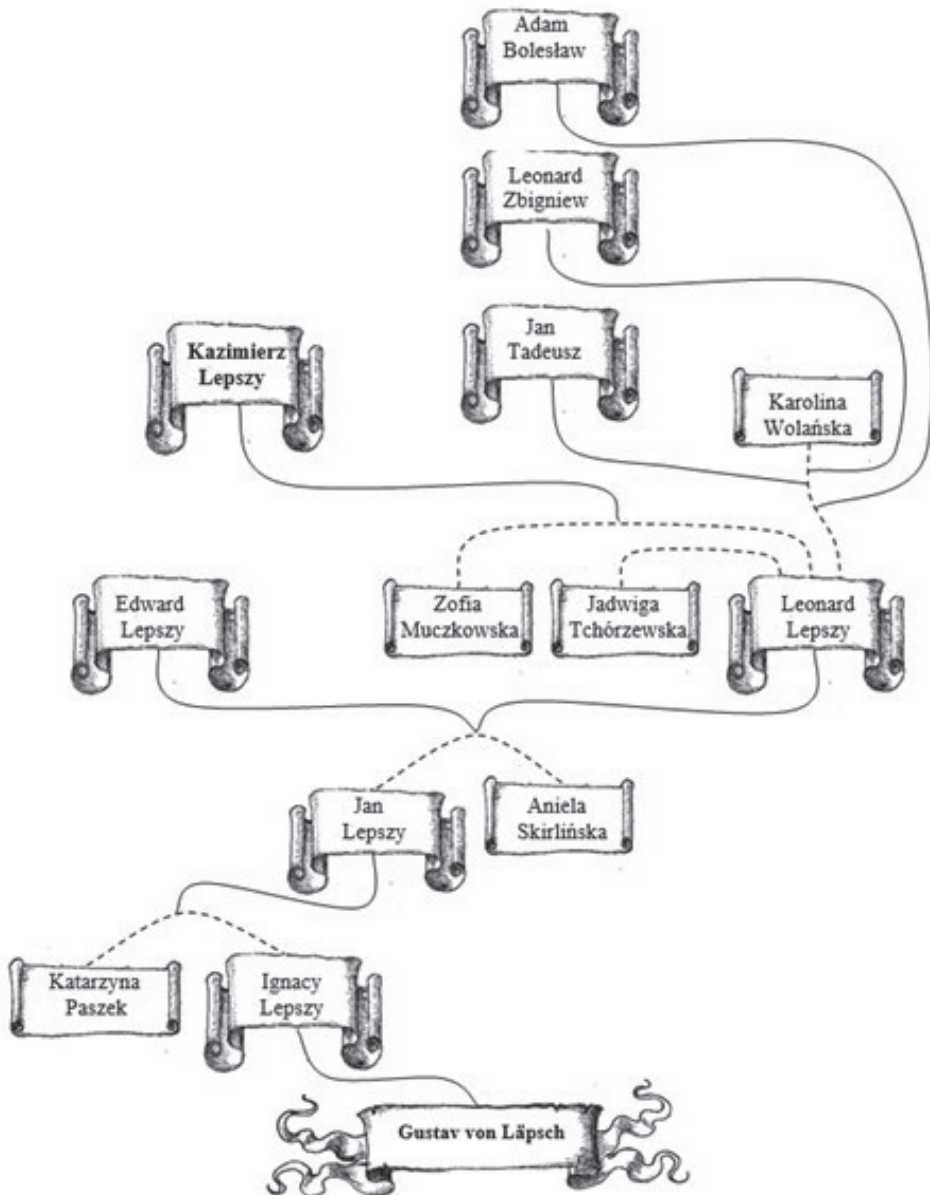 Adam
Bolesław
Leonard
Zbigniew
Jan
Tadeusz
Kazimierz
Lepszy
Karolina
Wolańska
Edward
Lepszy
Zofia
Muczkowska
Jadwiga
Tchórzewska
Leonard
Lepszy
Jan
Lepszy
Aniela
Skirlińska
Katarzyna
Paszek
Ignacy
Lepszy
Gustav von Läpsch